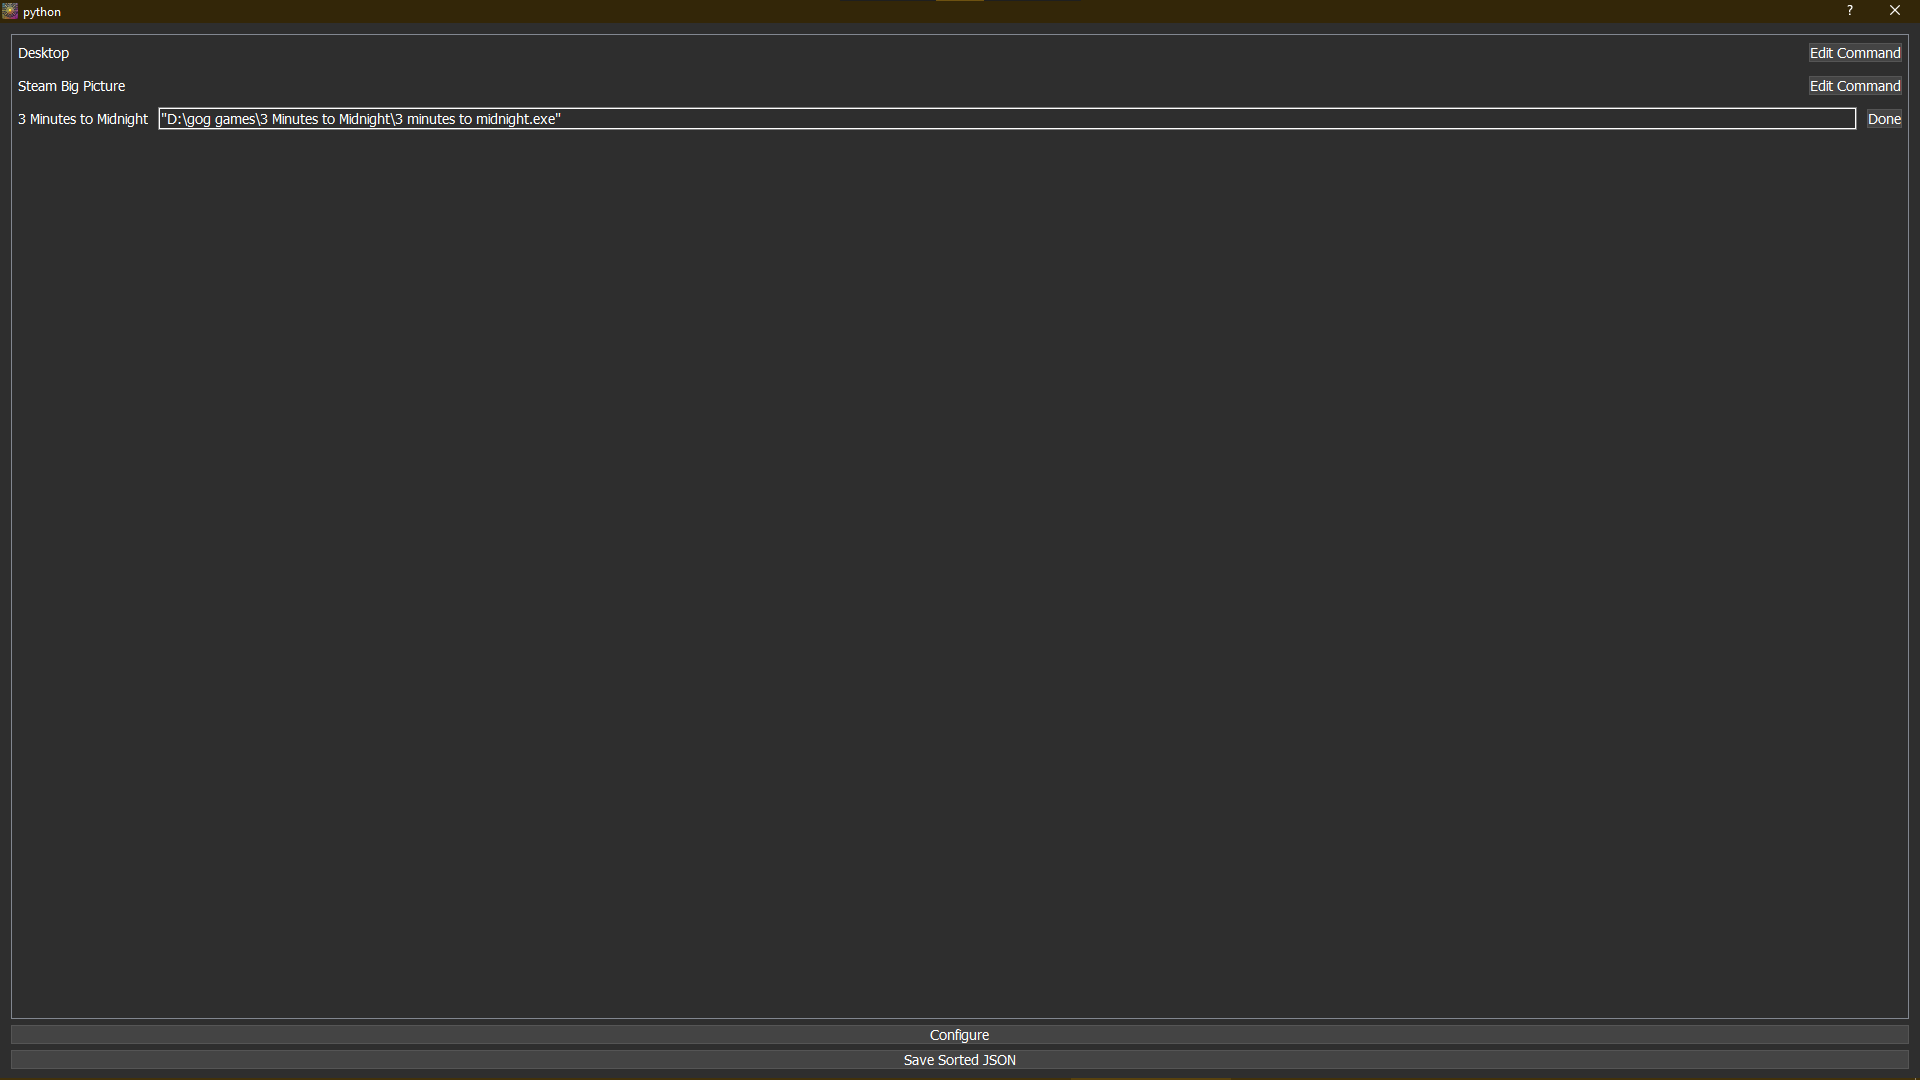 python ?
Desktop Edit Command
Steam Big Picture Edit Command
3 Minutes to Midnight "D:\gog games\3 Minutes to Midnight\3 minutes to midnight.exe" Done
Configure
Save Sorted JSON